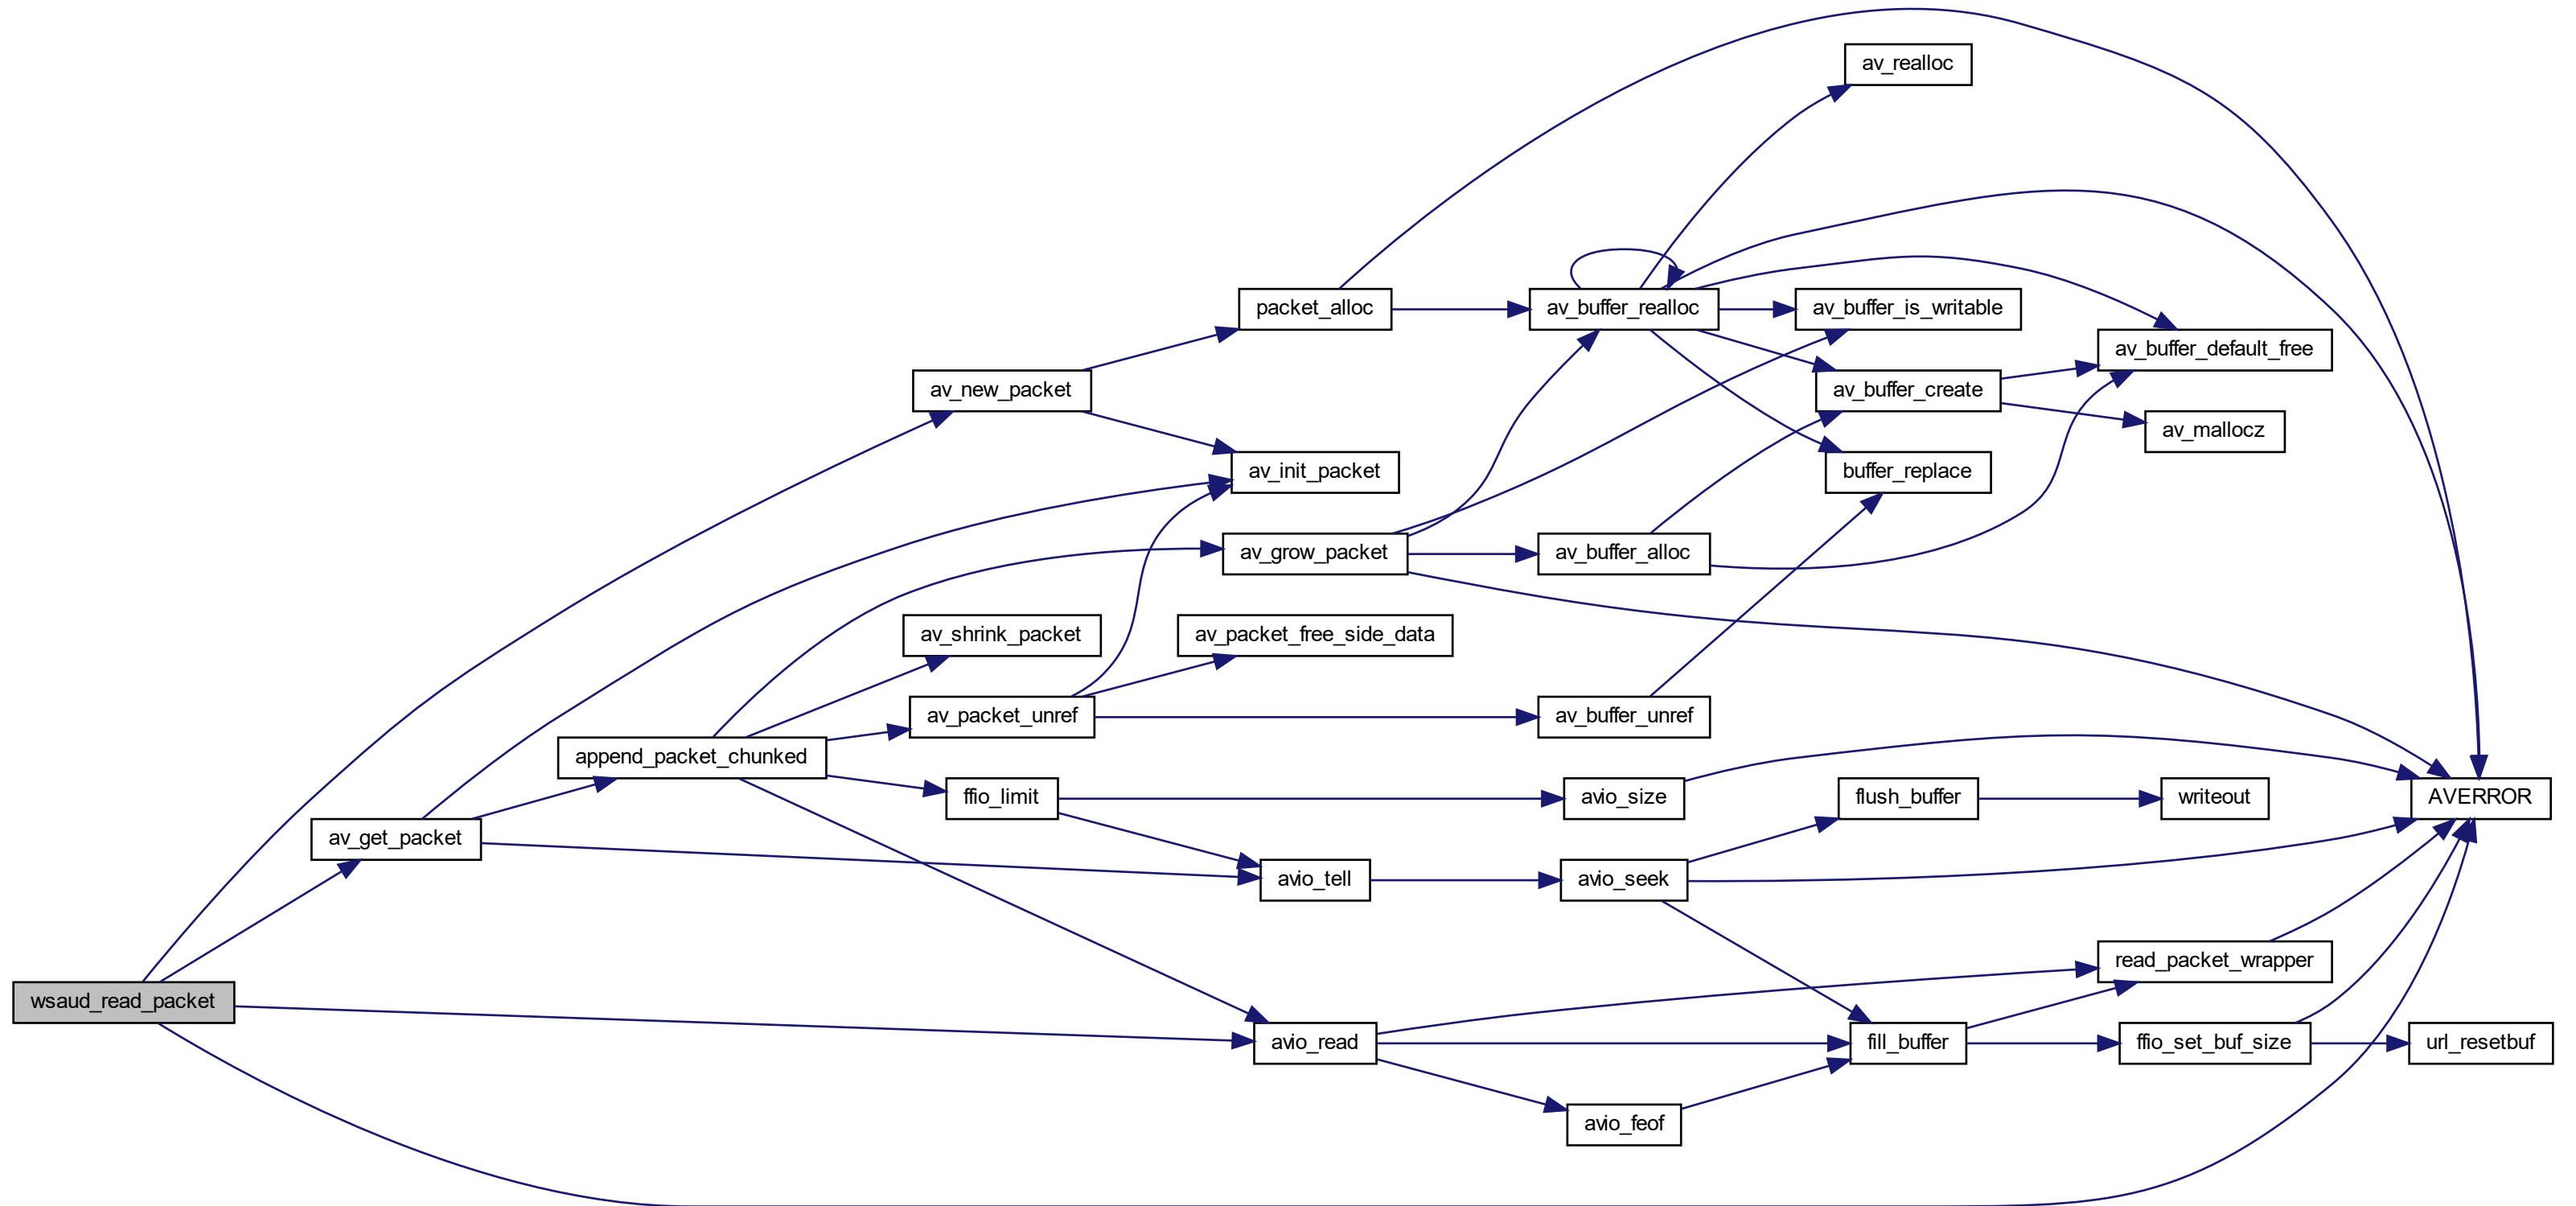 av_realloc
packet_alloc
av_buffer_realloc
av_buffer_is_writable
av_buffer_default_free
av_new_packet
av_buffer_create
av_mallocz
av_init_packet
buffer_replace
av_grow_packet
av_buffer_alloc
av_shrink_packet
av_packet_free_side_data
av_packet_unref
av_buffer_unref
append_packet_chunked
ffio_limit
avio_size
flush_buffer
writeout
AVERROR
av_get_packet
avio_tell
avio_seek
read_packet_wrapper
wsaud_read_packet
avio_read
fill_buffer
ffio_set_buf_size
url_resetbuf
avio_feof